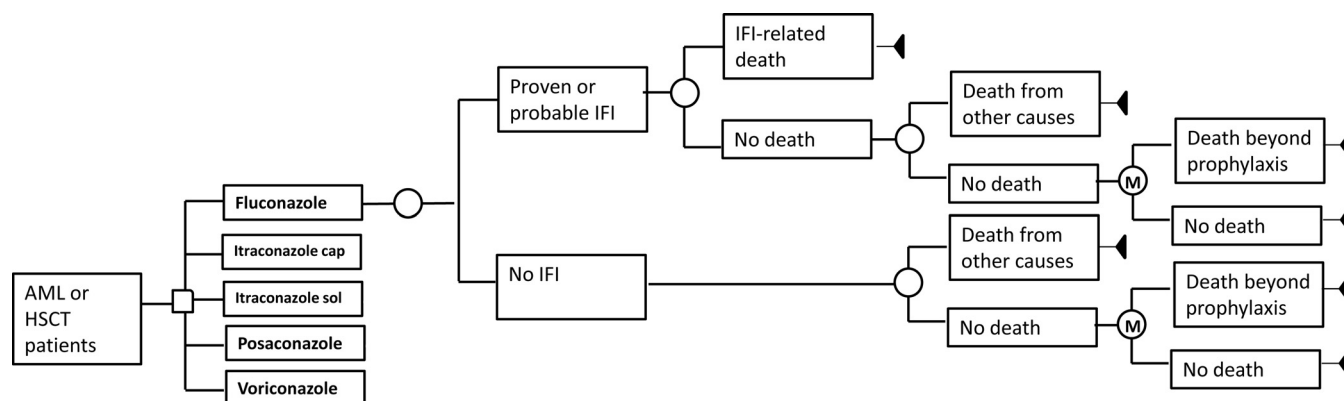 IFI-related
death
Proven or
probable IFI
Death from
other causes
No death
Death beyond
prophylaxis
No death
M
Fluconazole
No death
Death from
other causes
Itraconazole cap
No IFI
AML or
HSCT
patients
Itraconazole sol
Death beyond
prophylaxis
No death
M
Posaconazole
No death
Voriconazole